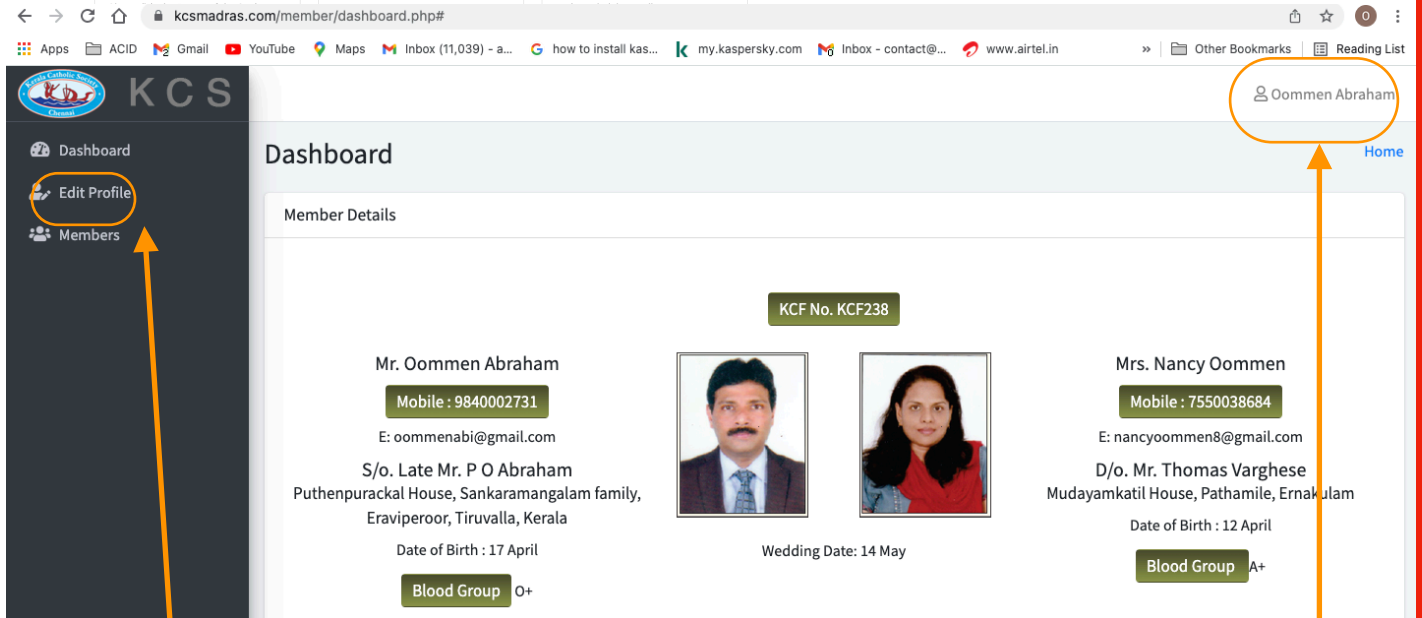 kcsmadras.com/member/dashboard.php#
O
Apps ACID Gmail YouTube Maps Inbox (11,039) - a... how to install kas... my.kaspersky.com Inbox - contact@... www.airtel.in » Other Bookmarks Reading List
Kerala Catholic Society
Chennai
KCS
Oommen Abraham
Dashboard
Edit Profile
Members
Dashboard
Home
Member Details
KCF No. KCF238
Mr. Oommen Abraham
Mobile : 9840002731
E: oommenabi@gmail.com
S/o. Late Mr. P O Abraham
Puthenpurackal House, Sankaramangalam family,
Eraviperoor, Tiruvalla, Kerala
Date of Birth : 17 April
Blood Group O+
Wedding Date: 14 May
Mrs. Nancy Oommen
Mobile : 7550038684
E: nancyoommen8@gmail.com
D/o. Mr. Thomas Varghese
Mudayamkatil House, Pathamile, Ernakulam
Date of Birth : 12 April
Blood Group A+